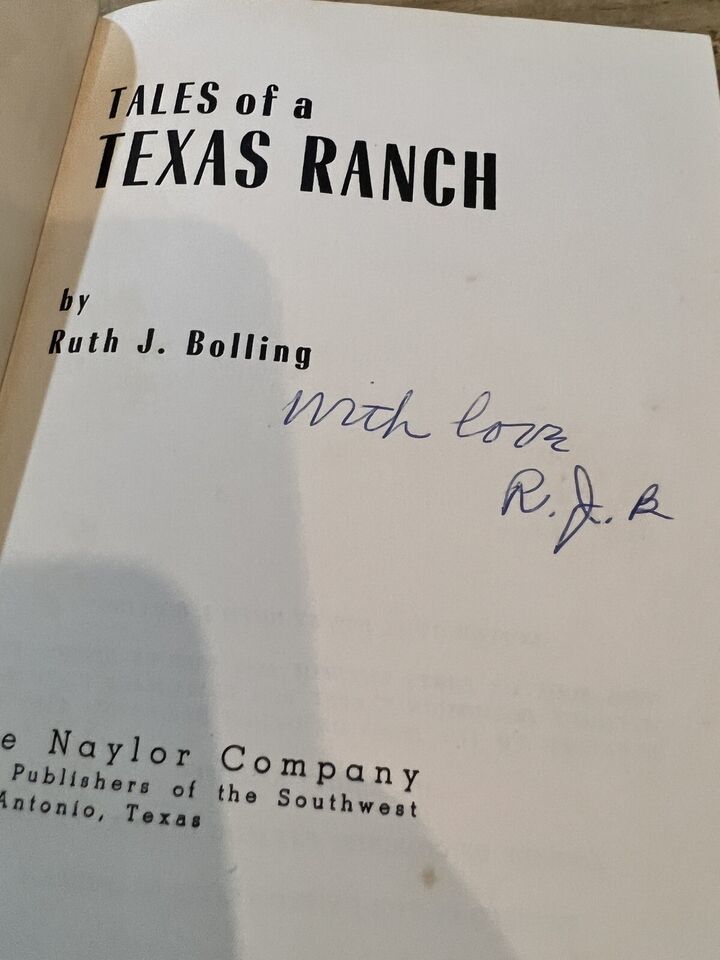 TALES of a
TEXAS RANCH
by
Ruth J. Bolling
With love
R.J.B
e Naylor Company
Publishers of the Southwest
Antonio, Texas